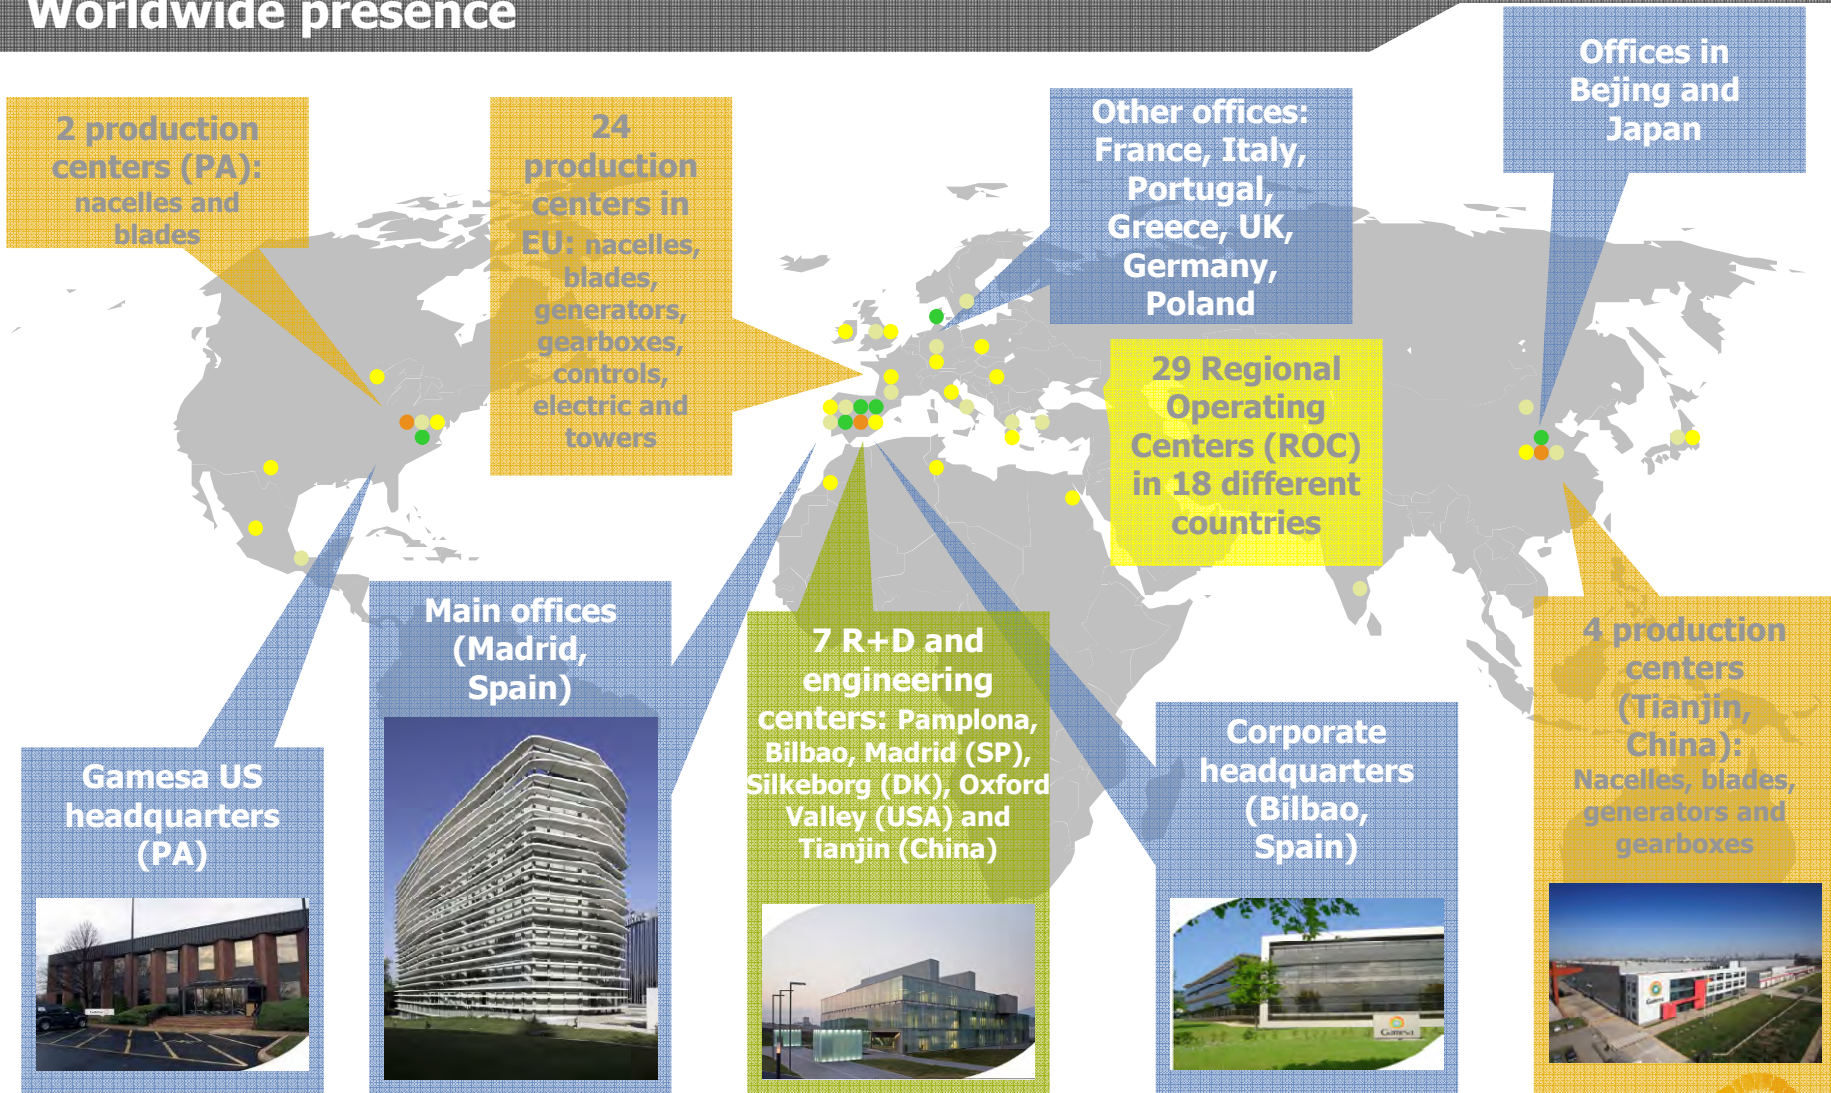 Worldwide presence
2 production
centers (PA):
nacelles and
blades
24
production
centers in
EU: nacelles,
blades,
generators,
gearboxes,
controls,
electric and
towers
Other offices:
France, Italy,
Portugal,
Greece, UK,
Germany,
Poland
Offices in
Bejing and
Japan
29 Regional
Operating
Centers (ROC)
in 18 different
countries
Gamesa US
headquarters
(PA)
Main offices
(Madrid,
Spain)
7 R+D and
engineering
centers: Pamplona,
Bilbao, Madrid (SP),
Silkeborg (DK), Oxford
Valley (USA) and
Tianjin (China)
Corporate
headquarters
(Bilbao,
Spain)
Gamesa
4 production
centers
(Tianjin,
China):
Nacelles, blades,
generators and
gearboxes
Gamesa